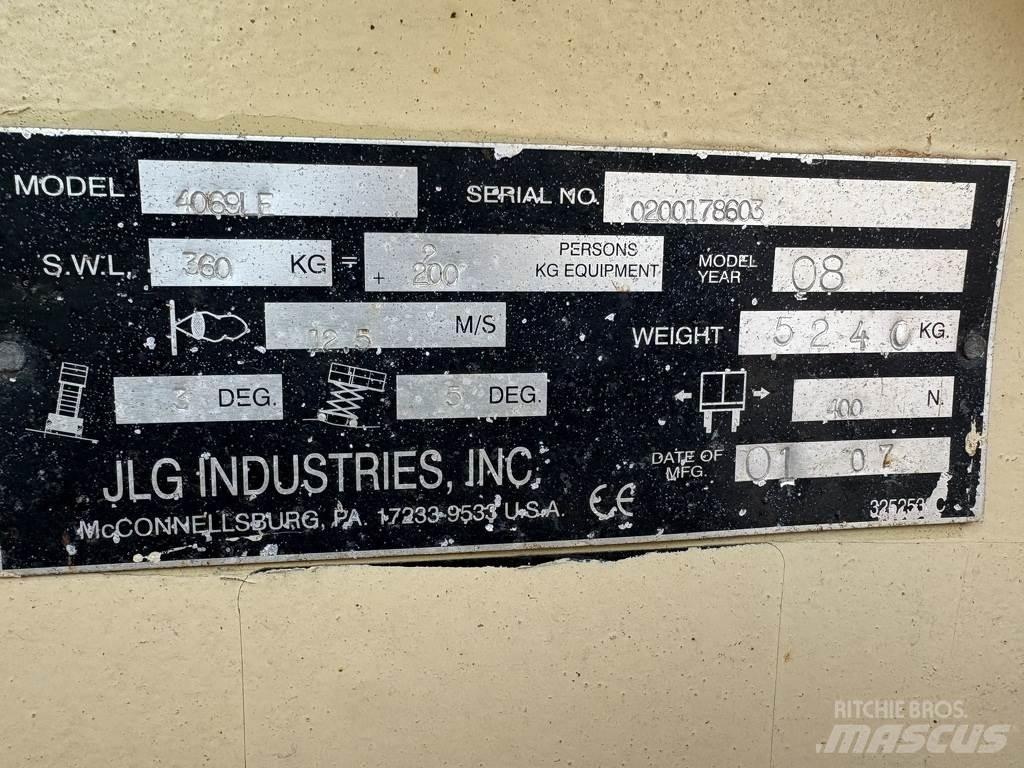 MODEL 4069LE SERIAL NO. 0200178603
S.W.L. 360 KG = 2 PERSONS
+ 200 KG EQUIPMENT
MODEL YEAR 08
12.5 M/S
WEIGHT 5240 KG.
3 DEG. 5 DEG. 400 N.
DATE OF MFG. 01 07
JLG INDUSTRIES, INC.
McCONNELLSBURG, PA. 17233-9533 U.S.A.
CE
RITCHIE BROS.
MASCUS